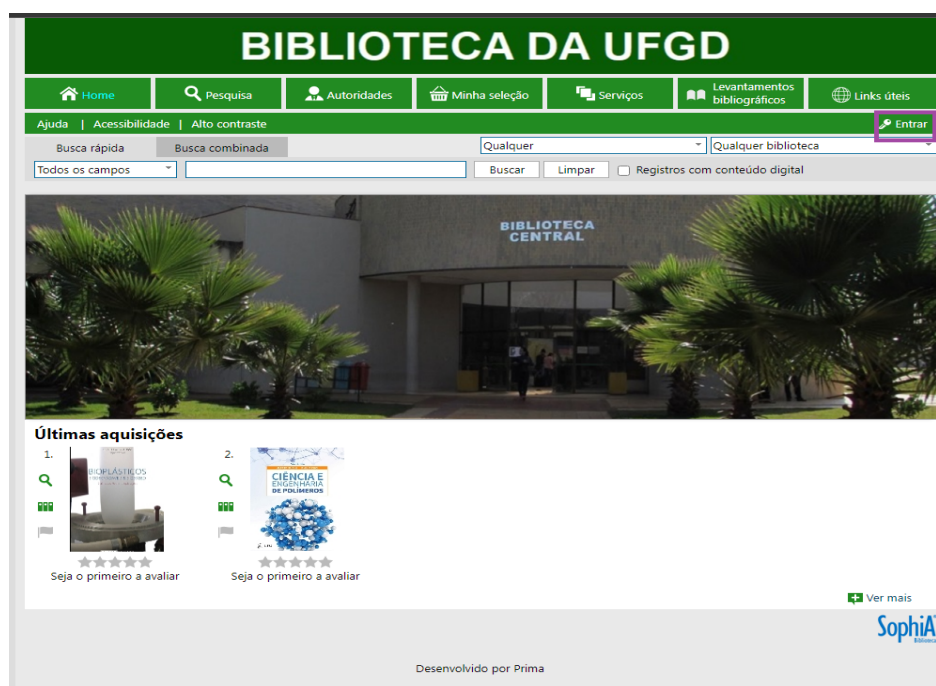 BIBLIOTECA DA UFGD
Home
Pesquisa
Autoridades
Minha seleção
Serviços
Levantamentos
bibliográficos
Links úteis
Ajuda | Acessibilidade | Alto contraste
Entrar
Busca rápida
Busca combinada
Qualquer
Qualquer biblioteca
Todos os campos
Buscar
Limpar
Registros com conteúdo digital
BIBLIOTECA
CENTRAL
Últimas aquisições
1.
BIOPLÁSTICOS
2.
CIÊNCIA E
ENGENHARIA
DE POLÍMEROS
Seja o primeiro a avaliar
Seja o primeiro a avaliar
Ver mais
SophiA
Biblioteca
Desenvolvido por Prima